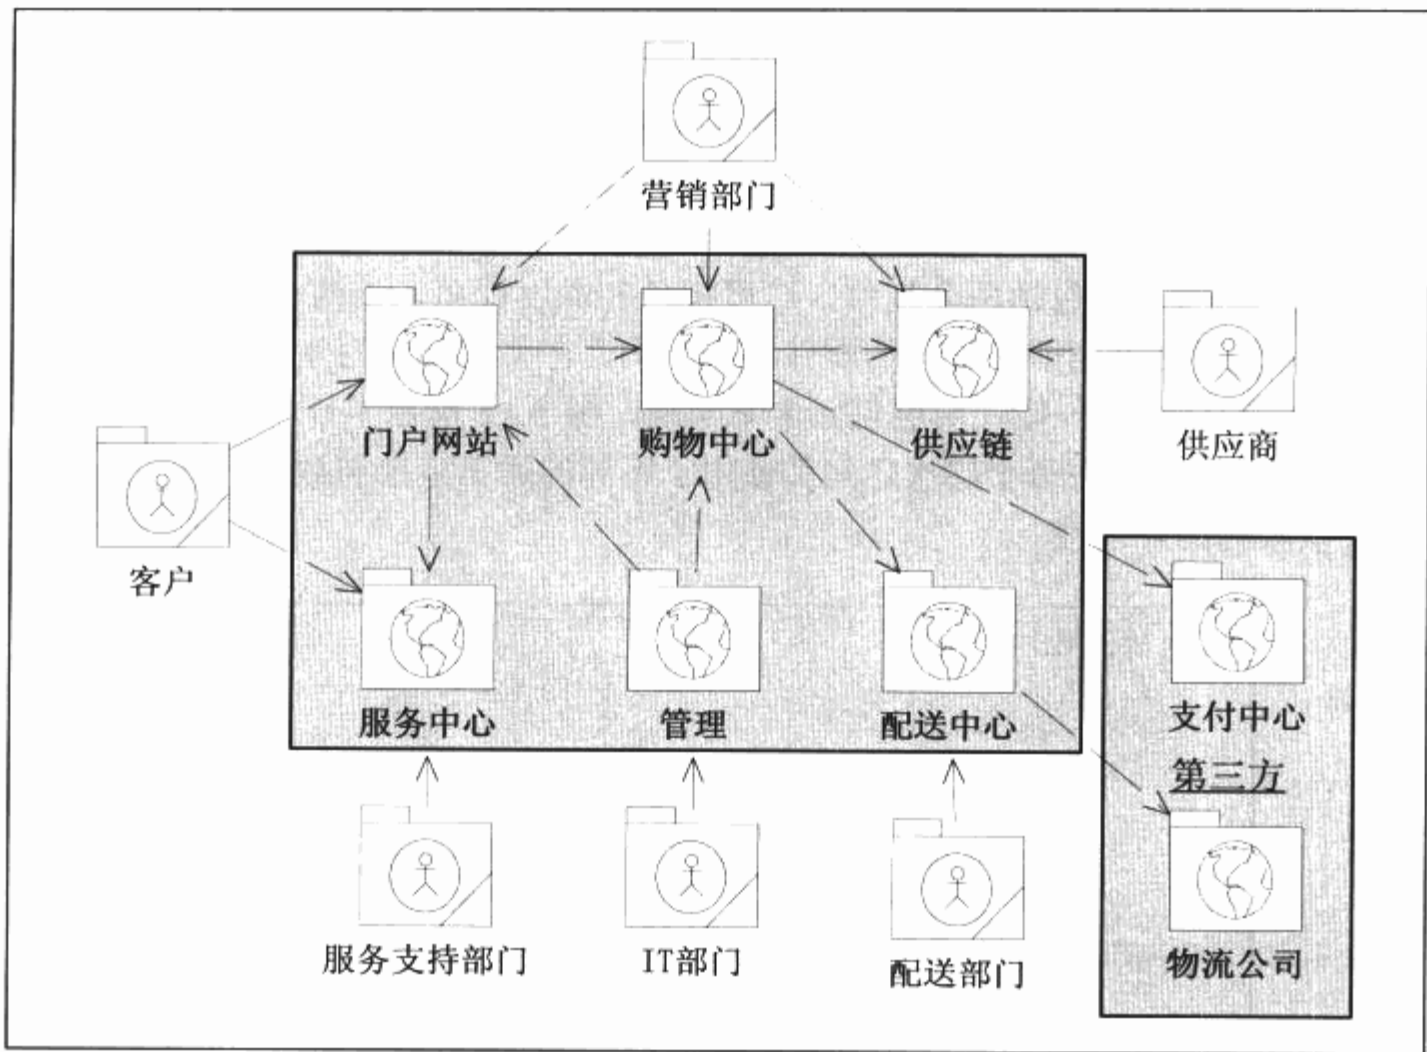 营销部门
门户网站
购物中心
供应链
供应商
客户
服务中心
管理
配送中心
支付中心
第三方
服务支持部门
IT部门
配送部门
物流公司